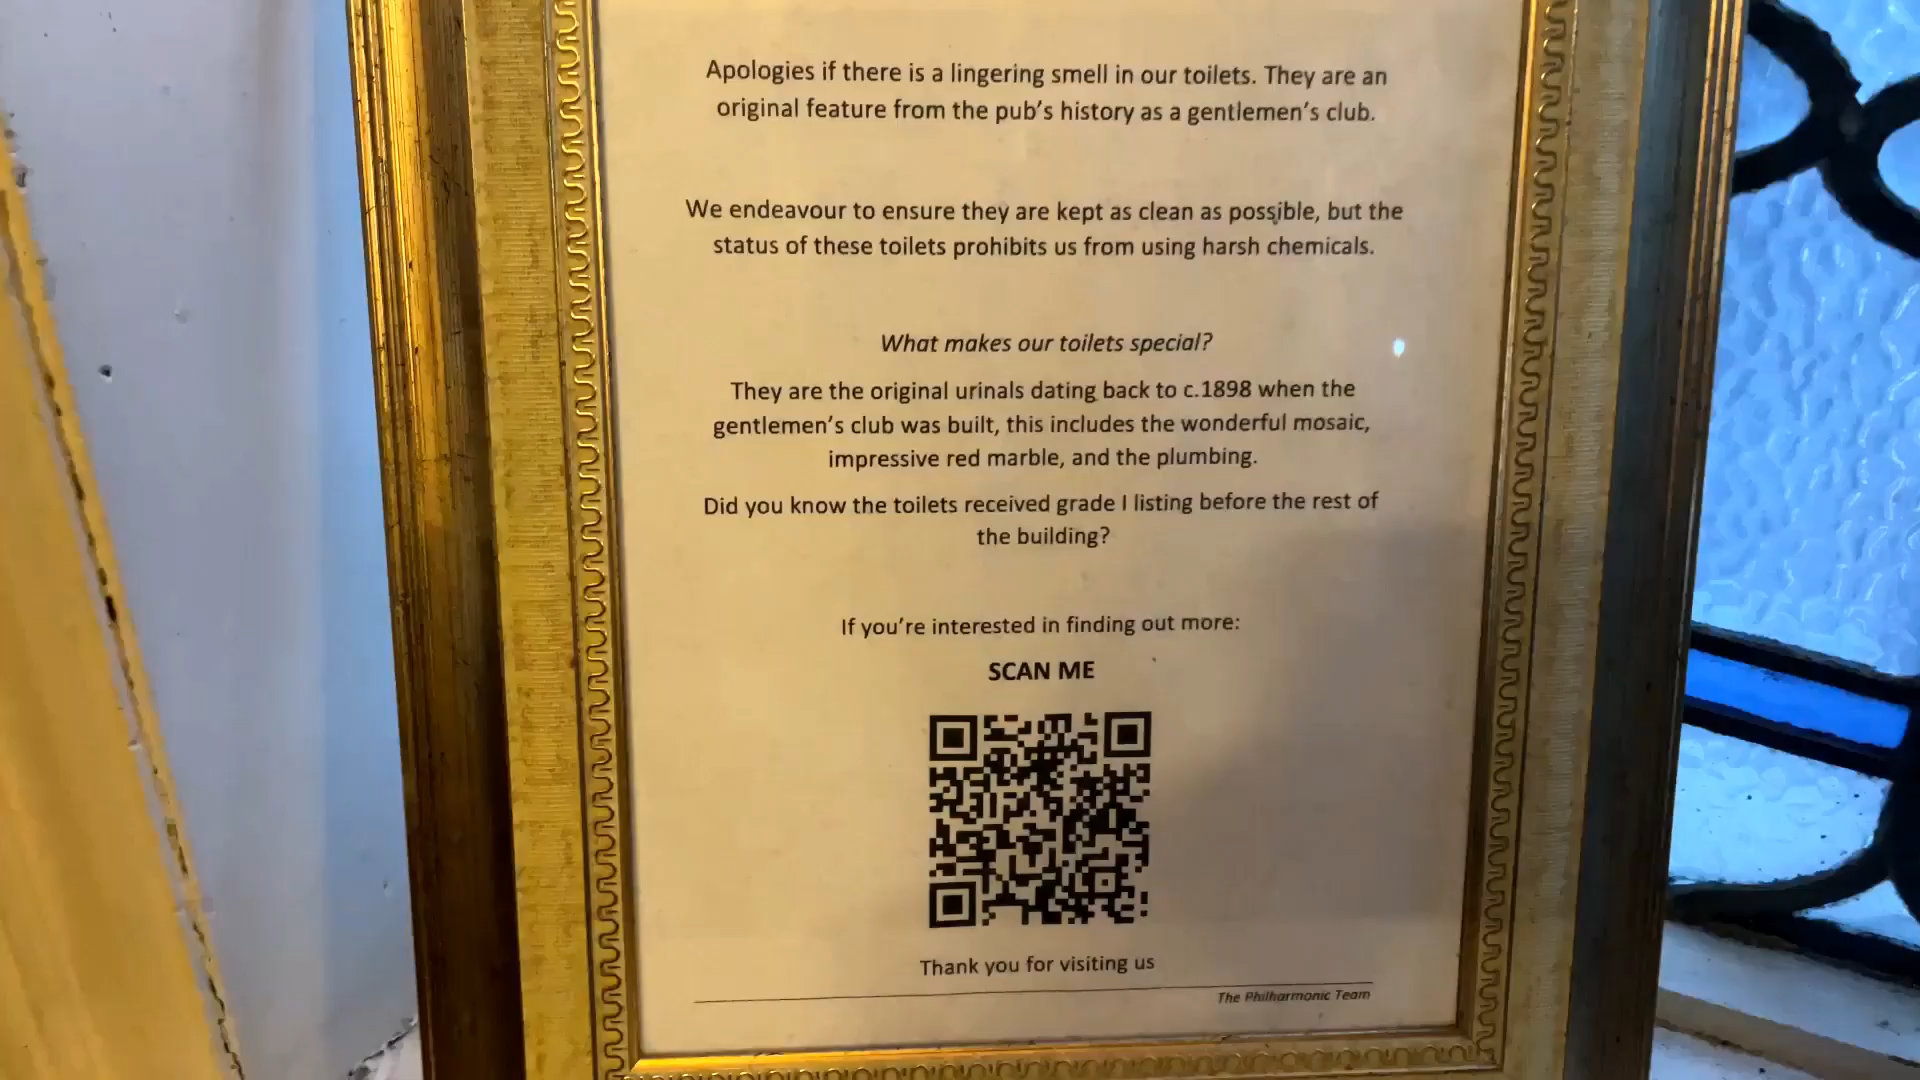 Apologies if there is a lingering smell in our toilets. They are an
original feature from the pub's history as a gentlemen's club.
We endeavour to ensure they are kept as clean as possible, but the
status of these toilets prohibits us from using harsh chemicals.
What makes our toilets special?
They are the original urinals dating back to c.1898 when the
gentlemen's club was built, this includes the wonderful mosaic,
impressive red marble, and the plumbing.
Did you know the toilets received grade I listing before the rest of
the building?
If you're interested in finding out more:
SCAN ME
Thank you for visiting us
The Philharmonic Team